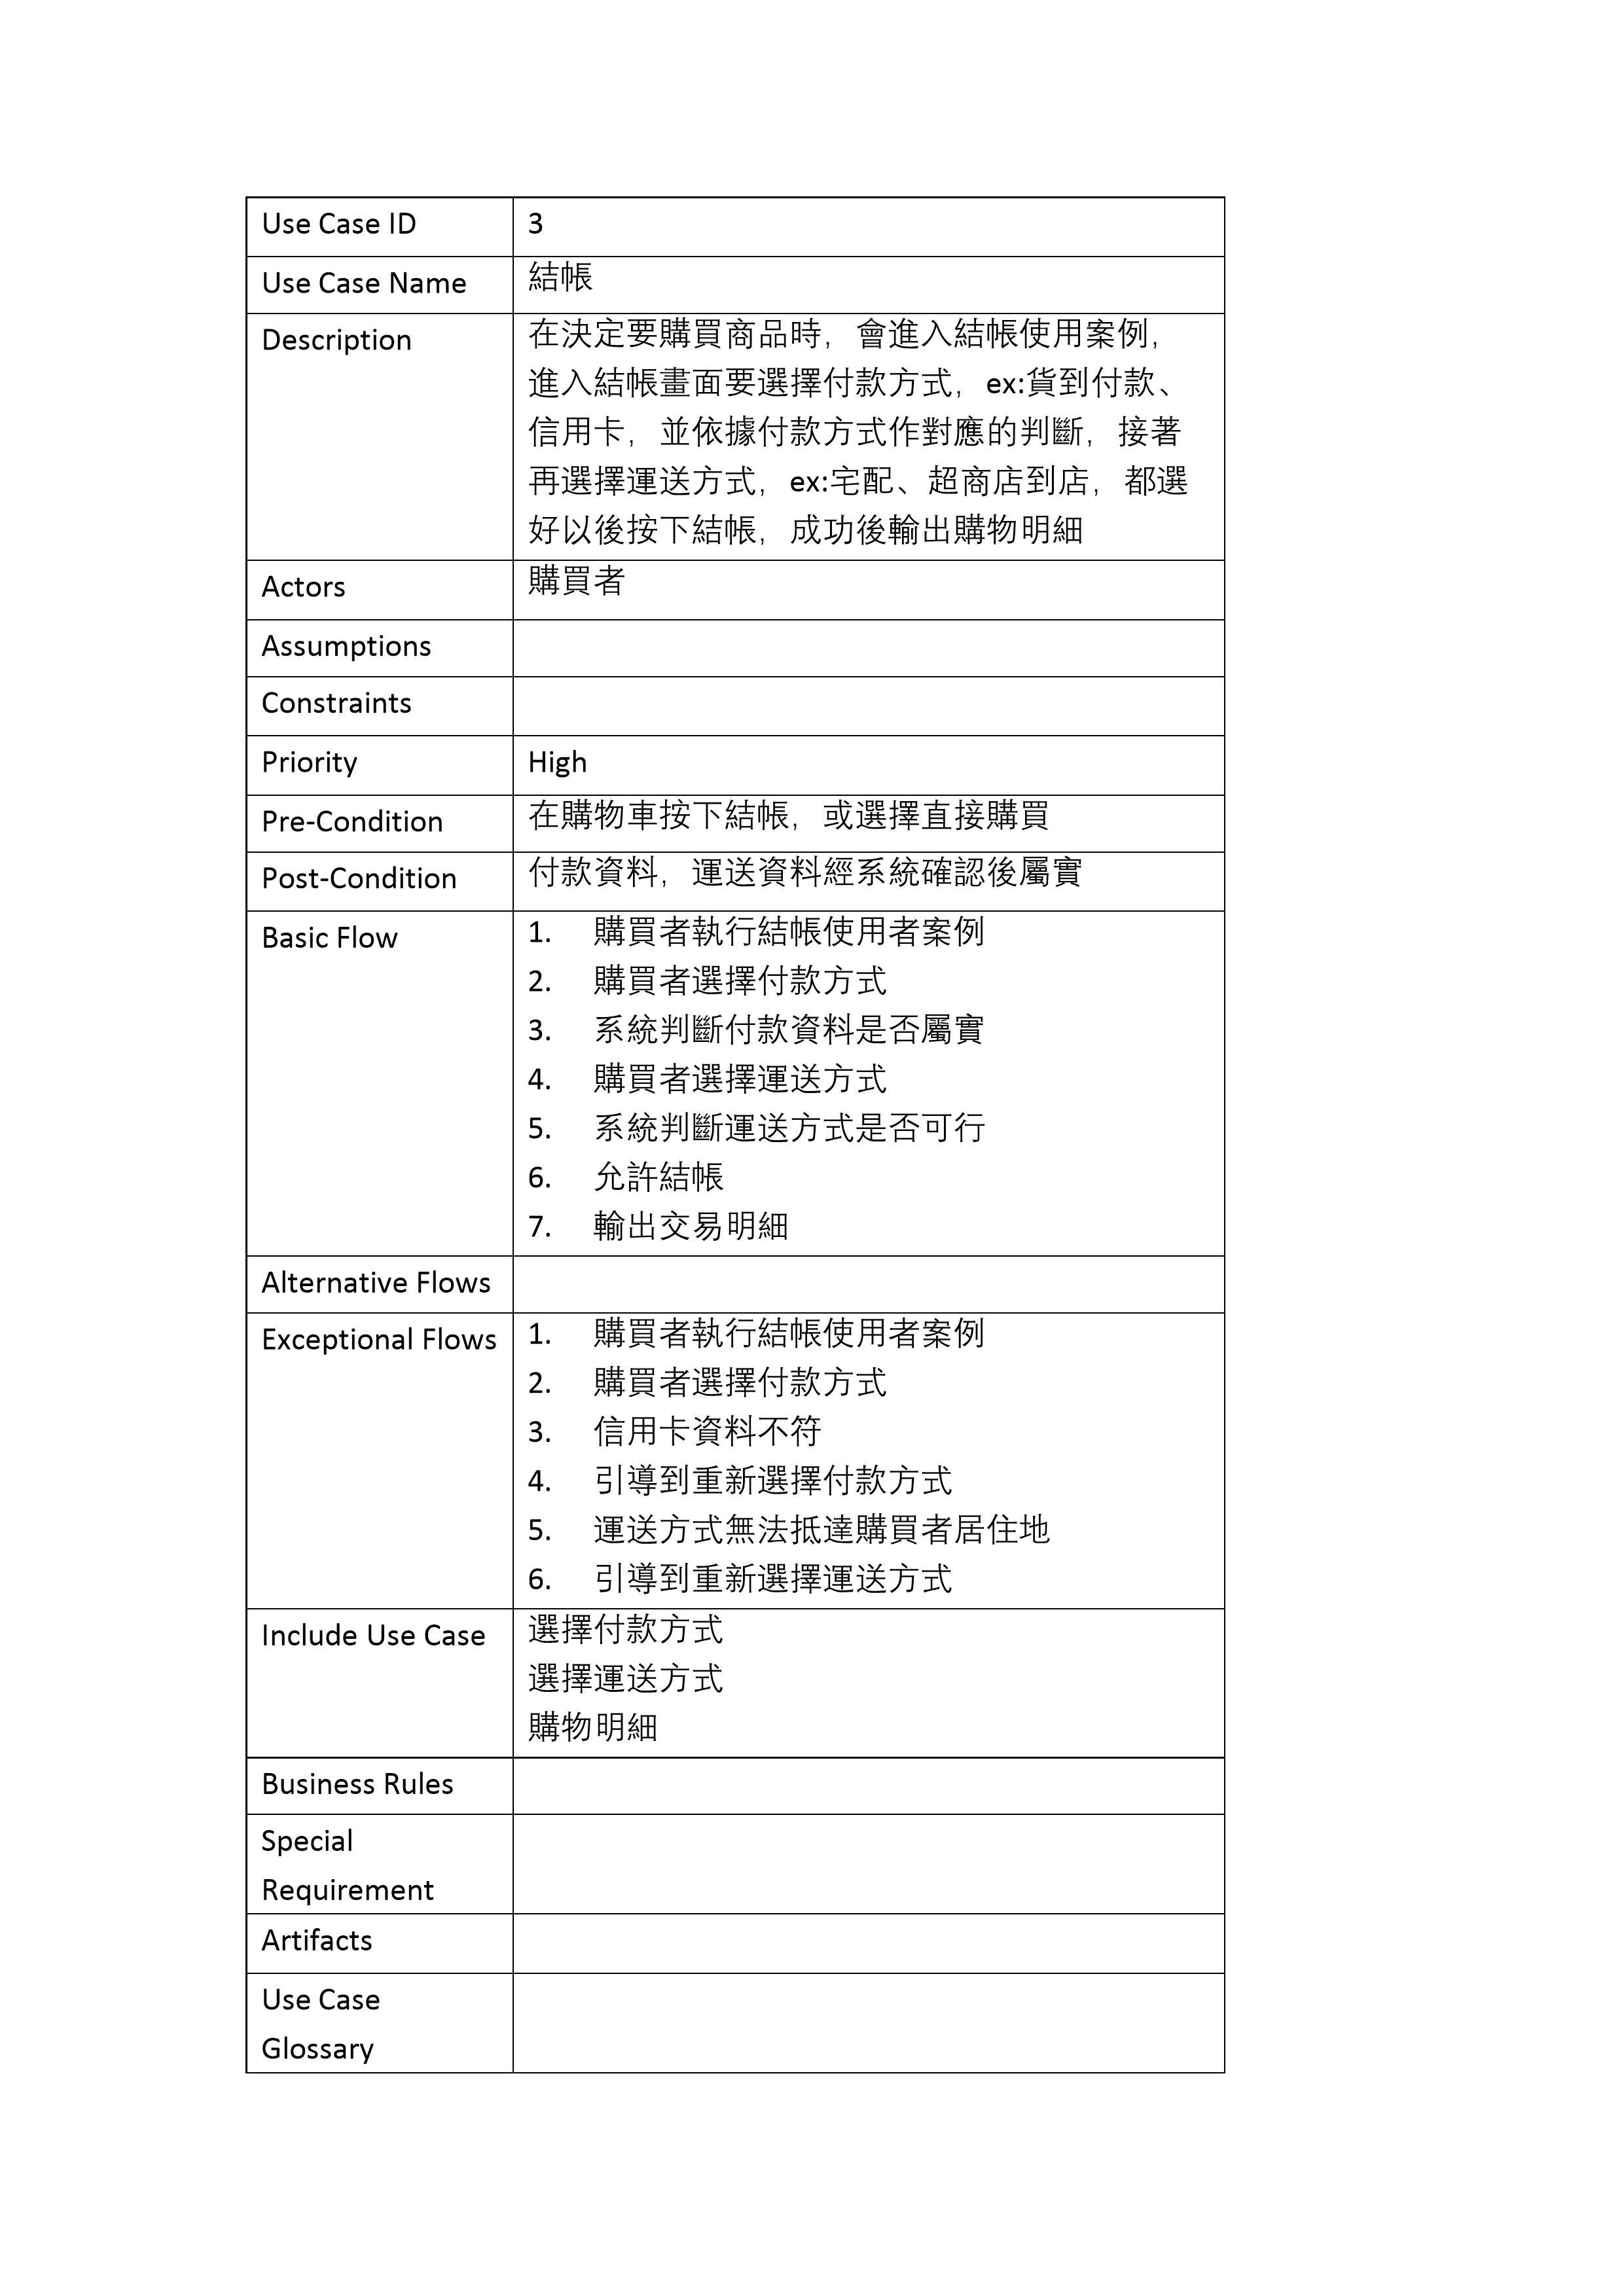 Use Case ID	3
Use Case Name	結帳
Description	在決定要購買商品時，會進入結帳使用案例，
進入結帳畫面要選擇付款方式，ex:貨到付款、
信用卡，並依據付款方式作對應的判斷，接著
再選擇運送方式，ex:宅配、超商店到店，都選
好以後按下結帳，成功後輸出購物明細
Actors	購買者
Assumptions
Constraints
Priority	High
Pre-Condition	在購物車按下結帳，或選擇直接購買
Post-Condition	付款資料，運送資料經系統確認後屬實
Basic Flow	1. 購買者執行結帳使用者案例
2. 購買者選擇付款方式
3. 系統判斷付款資料是否屬實
4. 購買者選擇運送方式
5. 系統判斷運送方式是否可行
6. 允許結帳
7. 輸出交易明細
Alternative Flows
Exceptional Flows	1. 購買者執行結帳使用者案例
2. 購買者選擇付款方式
3. 信用卡資料不符
4. 引導到重新選擇付款方式
5. 運送方式無法抵達購買者居住地
6. 引導到重新選擇運送方式
Include Use Case	選擇付款方式
選擇運送方式
購物明細
Business Rules
Special
Requirement
Artifacts
Use Case
Glossary